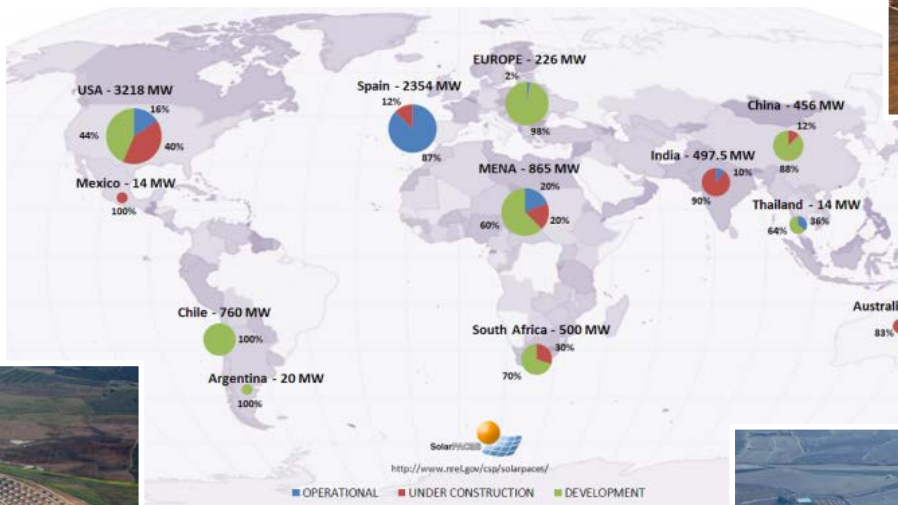 EUROPE - 226 MW
2%
98%
USA - 3218 MW
16%
44%
40%
Spain - 2354 MW
12%
87%
China - 456 MW
12%
88%
India - 497.5 MW
10%
90%
MENA - 865 MW
20%
60%
20%
Mexico - 14 MW
100%
Thailand - 14 MW
36%
64%
Chile - 760 MW
100%
South Africa - 500 MW
30%
70%
Australi
83%
Argentina - 20 MW
100%
SolarPACES
http://www.nrel.gov/csp/solarpaces/
OPERATIONAL UNDER CONSTRUCTION DEVELOPMENT